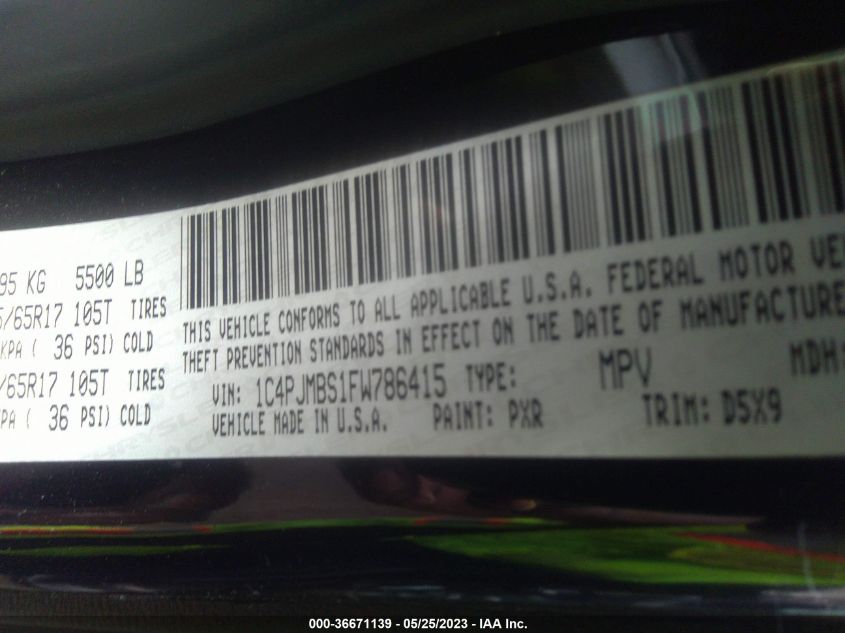 95 KG 5500 LB
/65R17 105T TIRES
KPA ( 36 PSI) COLD
/65R17 105T TIRES
PA ( 36 PSI) COLD
THIS VEHICLE CONFORMS TO ALL APPLICABLE U.S.A. FEDERAL MOTOR VE
THEFT PREVENTION STANDARDS IN EFFECT ON THE DATE OF MANUFACTURE
VIN: 1C4PJMBS1FW786415 TYPE: MPV MDH:
VEHICLE MADE IN U.S.A. PAINT: PXR TRIM: D5X9
000-36671139 - 05/25/2023 - IAA Inc.